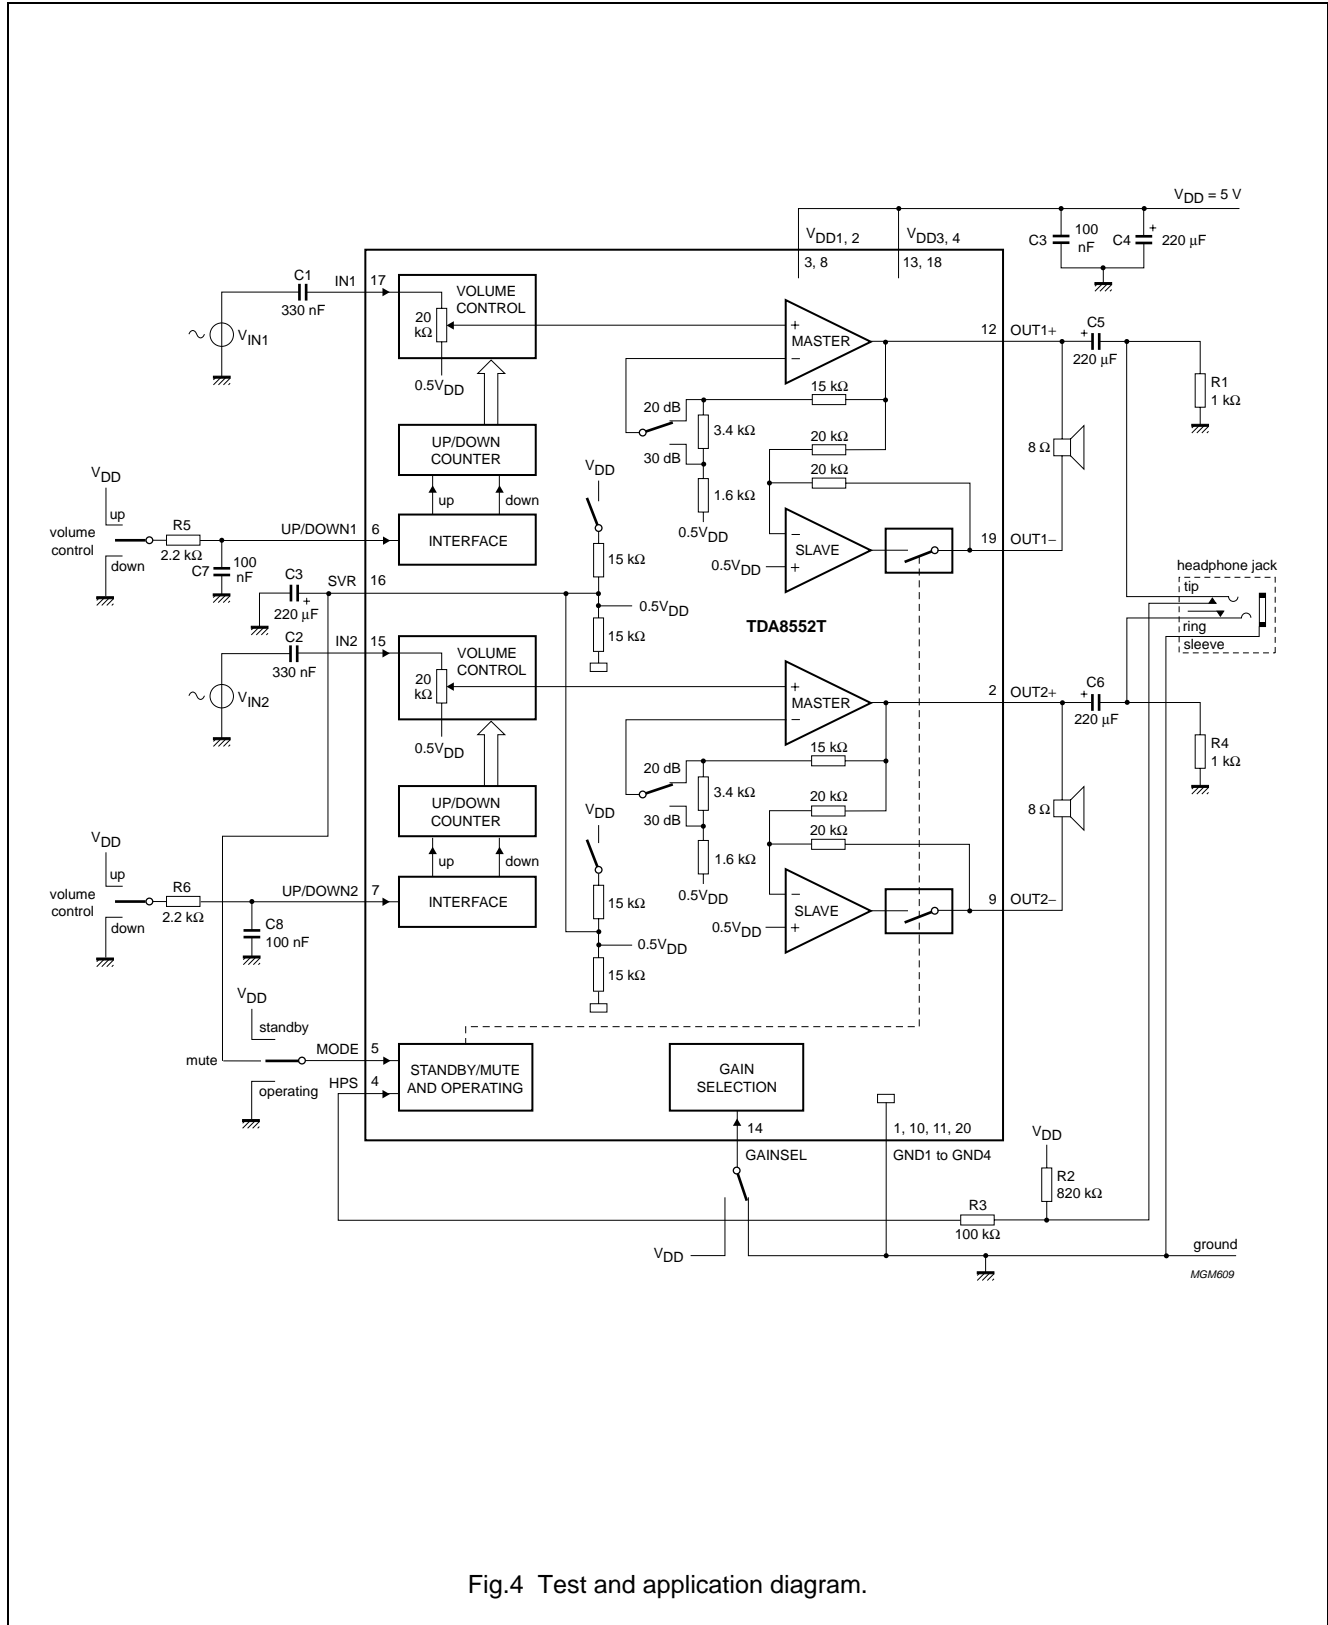 VDD = 5 V
VDD1, 2
3, 8
VDD3, 4
13, 18
C3
100
nF
C4
+
220 µF
C1
330 nF
IN1
17
VIN1
VOLUME
CONTROL
20
kΩ
0.5VDD
+
MASTER
−
12
OUT1+
C5
+
220 µF
R1
1 kΩ
20 dB
15 kΩ
3.4 kΩ
30 dB
1.6 kΩ
0.5VDD
20 kΩ
20 kΩ
8 Ω
UP/DOWN
COUNTER
up
down
VDD
up
volume
control
down
R5
2.2 kΩ
C7
100
nF
UP/DOWN1
6
INTERFACE
VDD
15 kΩ
0.5VDD
15 kΩ
−
SLAVE
0.5VDD
+
19
OUT1−
C3
+
220 µF
SVR
16
TDA8552T
headphone jack
tip
ring
sleeve
C2
330 nF
IN2
15
VIN2
VOLUME
CONTROL
20
kΩ
0.5VDD
+
MASTER
−
2
OUT2+
C6
+
220 µF
R4
1 kΩ
20 dB
15 kΩ
3.4 kΩ
30 dB
1.6 kΩ
0.5VDD
20 kΩ
20 kΩ
8 Ω
UP/DOWN
COUNTER
up
down
VDD
up
volume
control
down
R6
2.2 kΩ
C8
100 nF
UP/DOWN2
7
INTERFACE
VDD
15 kΩ
0.5VDD
15 kΩ
−
SLAVE
0.5VDD
+
9
OUT2−
VDD
standby
mute
operating
MODE
5
HPS
4
STANDBY/MUTE
AND OPERATING
GAIN
SELECTION
14
GAINSEL
1, 10, 11, 20
GND1 to GND4
VDD
R2
820 kΩ
R3
100 kΩ
VDD
ground
MGM609
Fig.4 Test and application diagram.